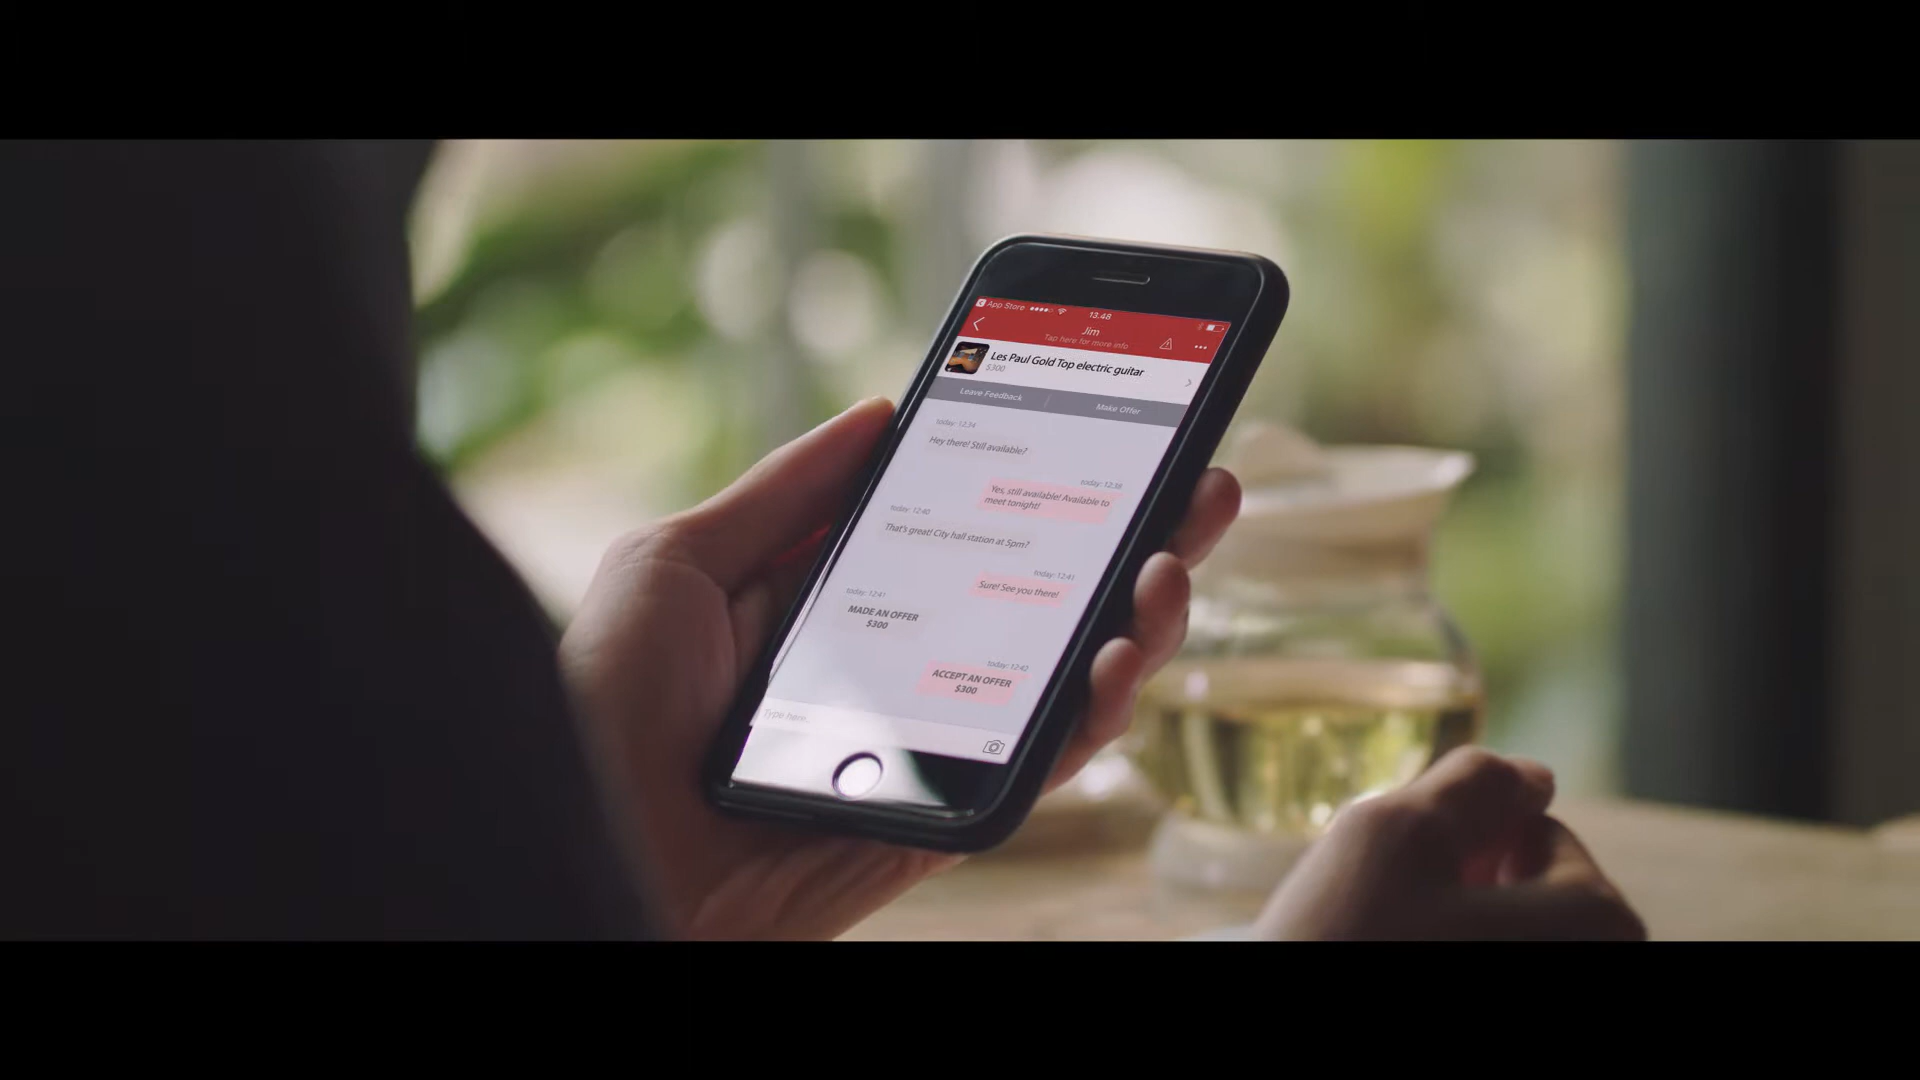 App Store
13.48
Jim
Tap here for more info
Les Paul Gold Top electric guitar
$300
Leave Feedback
Make Offer
today: 12.34
Hey there! Still available?
today: 12.39
Yes, still available! Available to
meet tonight!
today: 12:40
That's great! City hall station at 5pm?
today: 12:41
Sure! See you there!
today: 12:41
MADE AN OFFER
$300
today: 12:42
ACCEPT AN OFFER
$300
Type here..